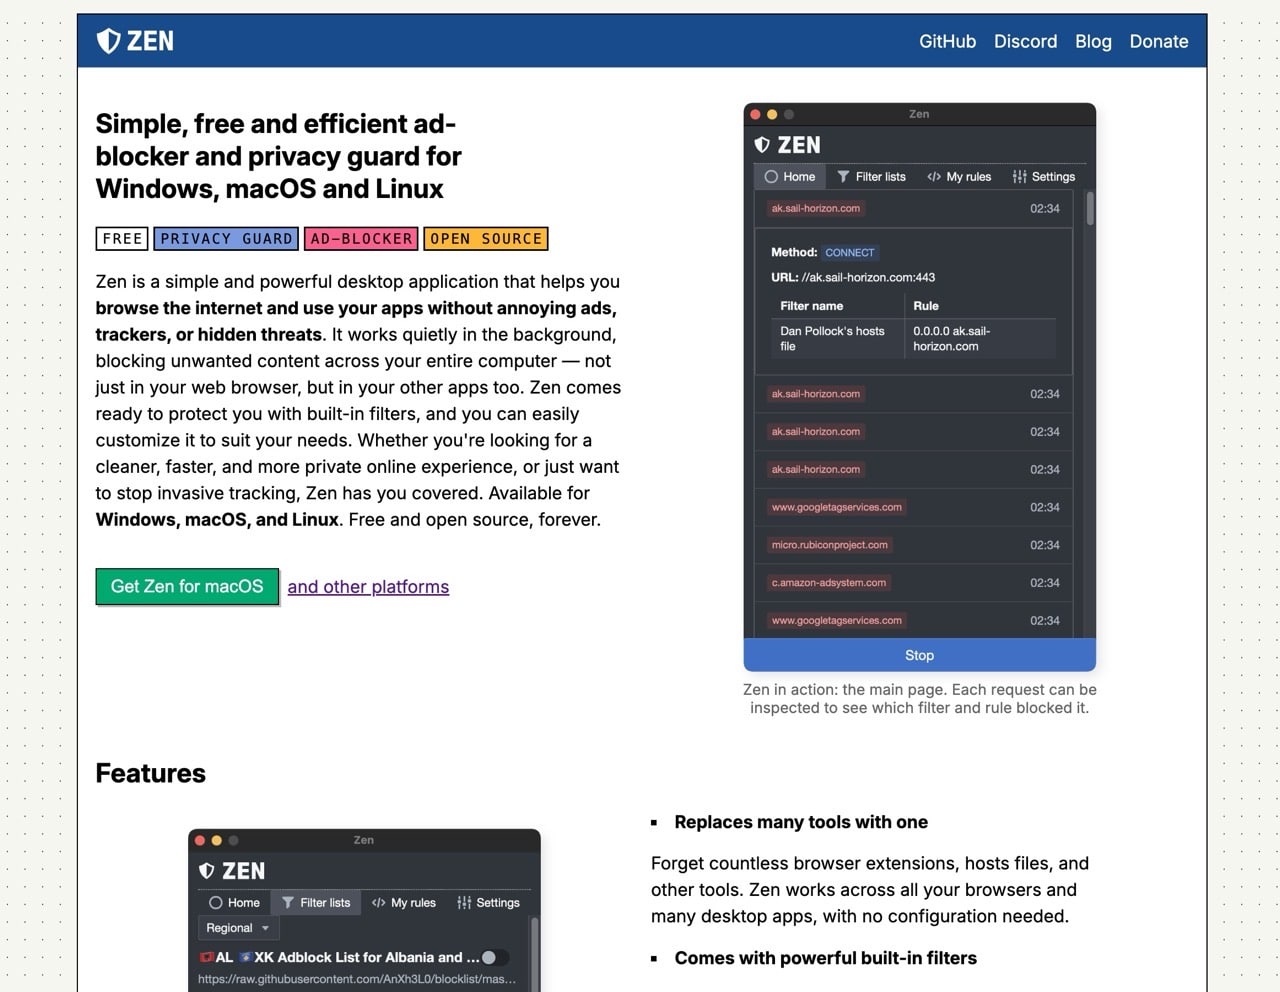 ZEN
GitHub Discord Blog Donate
Simple, free and efficient ad-
blocker and privacy guard for
Windows, macOS and Linux
FREE PRIVACY GUARD AD-BLOCKER OPEN SOURCE
Zen is a simple and powerful desktop application that helps you
browse the internet and use your apps without annoying ads,
trackers, or hidden threats. It works quietly in the background,
blocking unwanted content across your entire computer — not
just in your web browser, but in your other apps too. Zen comes
ready to protect you with built-in filters, and you can easily
customize it to suit your needs. Whether you're looking for a
cleaner, faster, and more private online experience, or just want
to stop invasive tracking, Zen has you covered. Available for
Windows, macOS, and Linux. Free and open source, forever.
Get Zen for macOS and other platforms
Zen
ZEN
Home Filter lists My rules Settings
ak.sail-horizon.com 02:34
Method: CONNECT
URL: //ak.sail-horizon.com:443
Filter name Rule
Dan Pollock's hosts
file
0.0.0.0 ak.sail-
horizon.com
ak.sail-horizon.com 02:34
ak.sail-horizon.com 02:34
ak.sail-horizon.com 02:34
www.googletagservices.com 02:34
micro.rubiconproject.com 02:34
c.amazon-adsystem.com 02:34
www.googletagservices.com 02:34
Stop
Zen in action: the main page. Each request can be
inspected to see which filter and rule blocked it.
Features
Zen
ZEN
Home Filter lists My rules Settings
Regional
AL XK Adblock List for Albania and ...
https://raw.githubusercontent.com/AnXh3L0/blocklist/mas...
Replaces many tools with one
Forget countless browser extensions, hosts files, and
other tools. Zen works across all your browsers and
many desktop apps, with no configuration needed.
Comes with powerful built-in filters